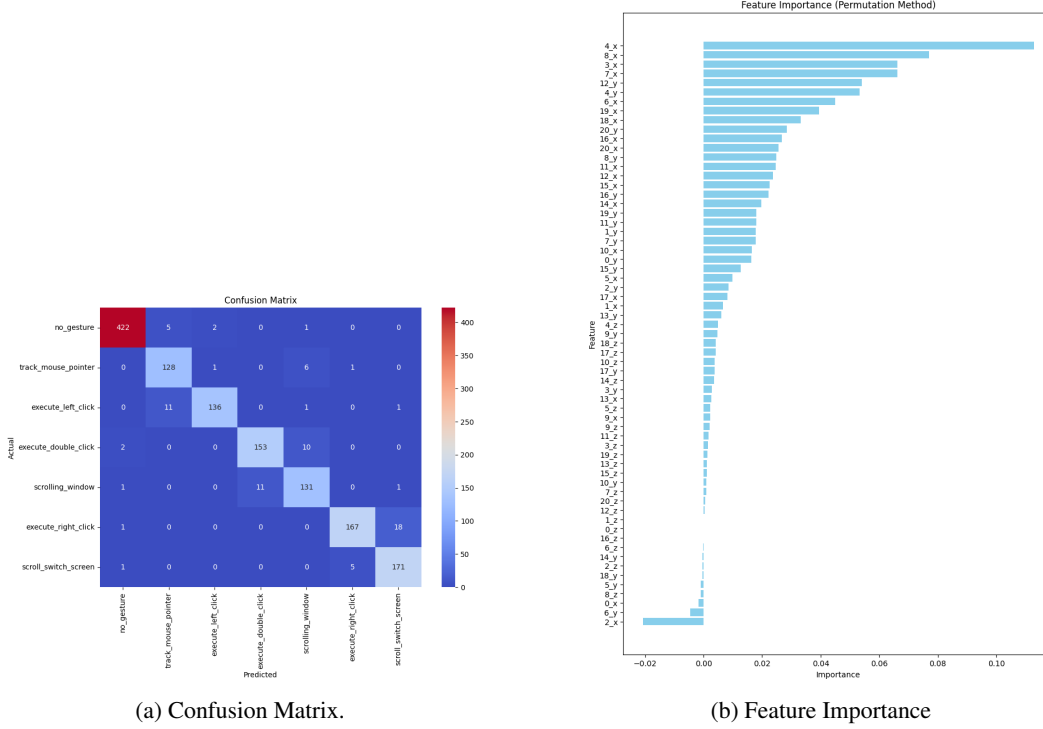 Confusion Matrix
no_gesture 422 5 2 0 1 0 0
track_mouse_pointer 0 128 1 0 6 1 0
execute_left_click 0 11 136 0 1 0 1
execute_double_click 2 0 0 153 10 0 0
scrolling_window 1 0 0 11 131 0 1
execute_right_click 1 0 0 0 0 167 18
scroll_switch_screen 1 0 0 0 0 5 171
Actual
no_gesture
track_mouse_pointer
execute_left_click
execute_double_click
scrolling_window
execute_right_click
scroll_switch_screen
Predicted
400
350
300
250
200
150
100
50
0
(a) Confusion Matrix.
Feature Importance (Permutation Method)
Feature
4_x
8_x
3_x
7_x
12_y
4_y
6_x
19_x
18_x
20_y
16_x
20_x
8_y
11_x
12_x
15_x
16_y
14_x
19_y
11_y
1_y
7_y
10_x
0_y
15_y
5_x
2_y
17_x
1_x
13_y
4_z
9_y
18_z
17_z
10_z
17_y
14_z
3_y
13_x
5_z
9_x
9_z
11_z
3_z
19_z
13_z
15_z
10_y
7_z
20_z
12_z
1_z
0_z
16_z
6_z
14_y
2_z
18_y
5_y
8_z
0_x
6_y
2_x
−0.02 0.00 0.02 0.04 0.06 0.08 0.10
Importance
(b) Feature Importance